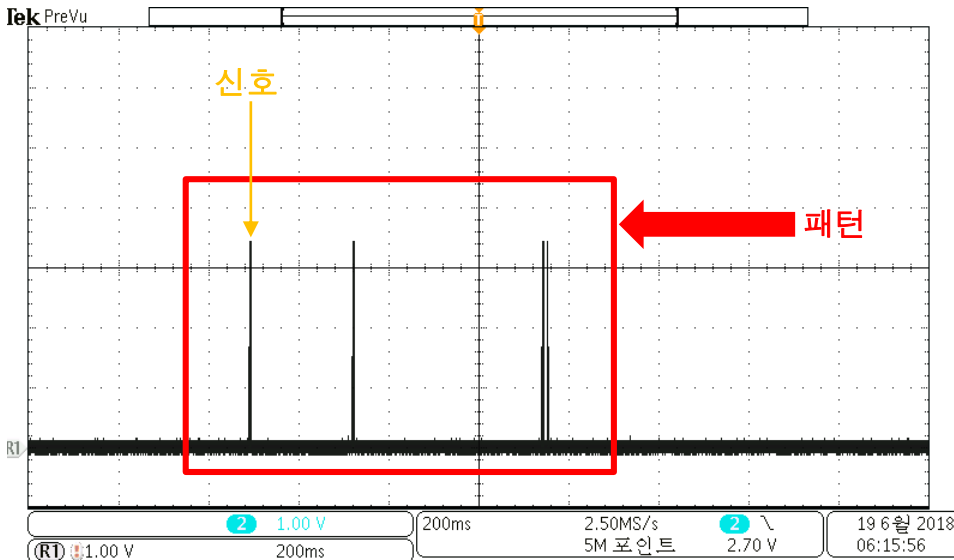 Tek PreVu
T
신호
패턴
R1
2 1.00 V
200ms 2.50MS/s 2 \
5M 포인트 2.70 V
19 6월 2018
06:15:56
R1 1.00 V 200ms